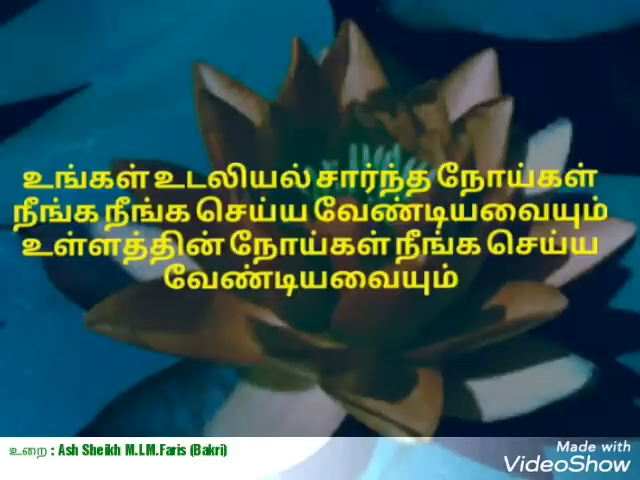 உங்கள் உடலியல் சார்ந்த நோய்கள்
நீங்க நீங்க செய்ய வேண்டியவையும்
உள்ளத்தின் நோய்கள் நீங்க செய்ய
வேண்டியவையும்
உறை : Ash Sheikh M.I.M.Faris (Bakri)
Made with
VideoShow